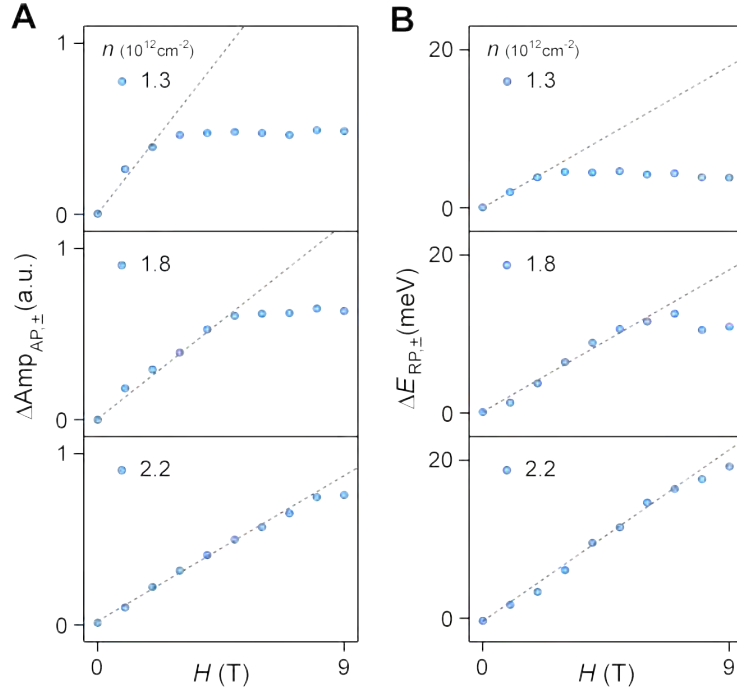 A
1
n (10¹²cm⁻²)
1.3
0
1
1.8
0
1
2.2
0
0
9
H (T)
ΔAmp_AP,± (a.u.)
B
20
n (10¹²cm⁻²)
1.3
0
20
1.8
0
20
2.2
0
0
9
H (T)
ΔE_RP,± (meV)